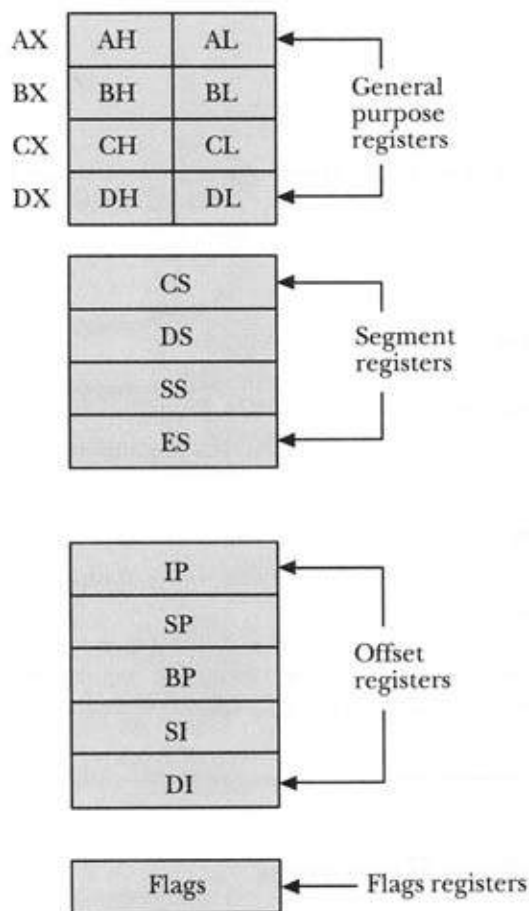 AX AH AL
BX BH BL
CX CH CL
DX DH DL
General
purpose
registers
CS
DS
SS
ES
Segment
registers
IP
SP
BP
SI
DI
Offset
registers
Flags
Flags registers